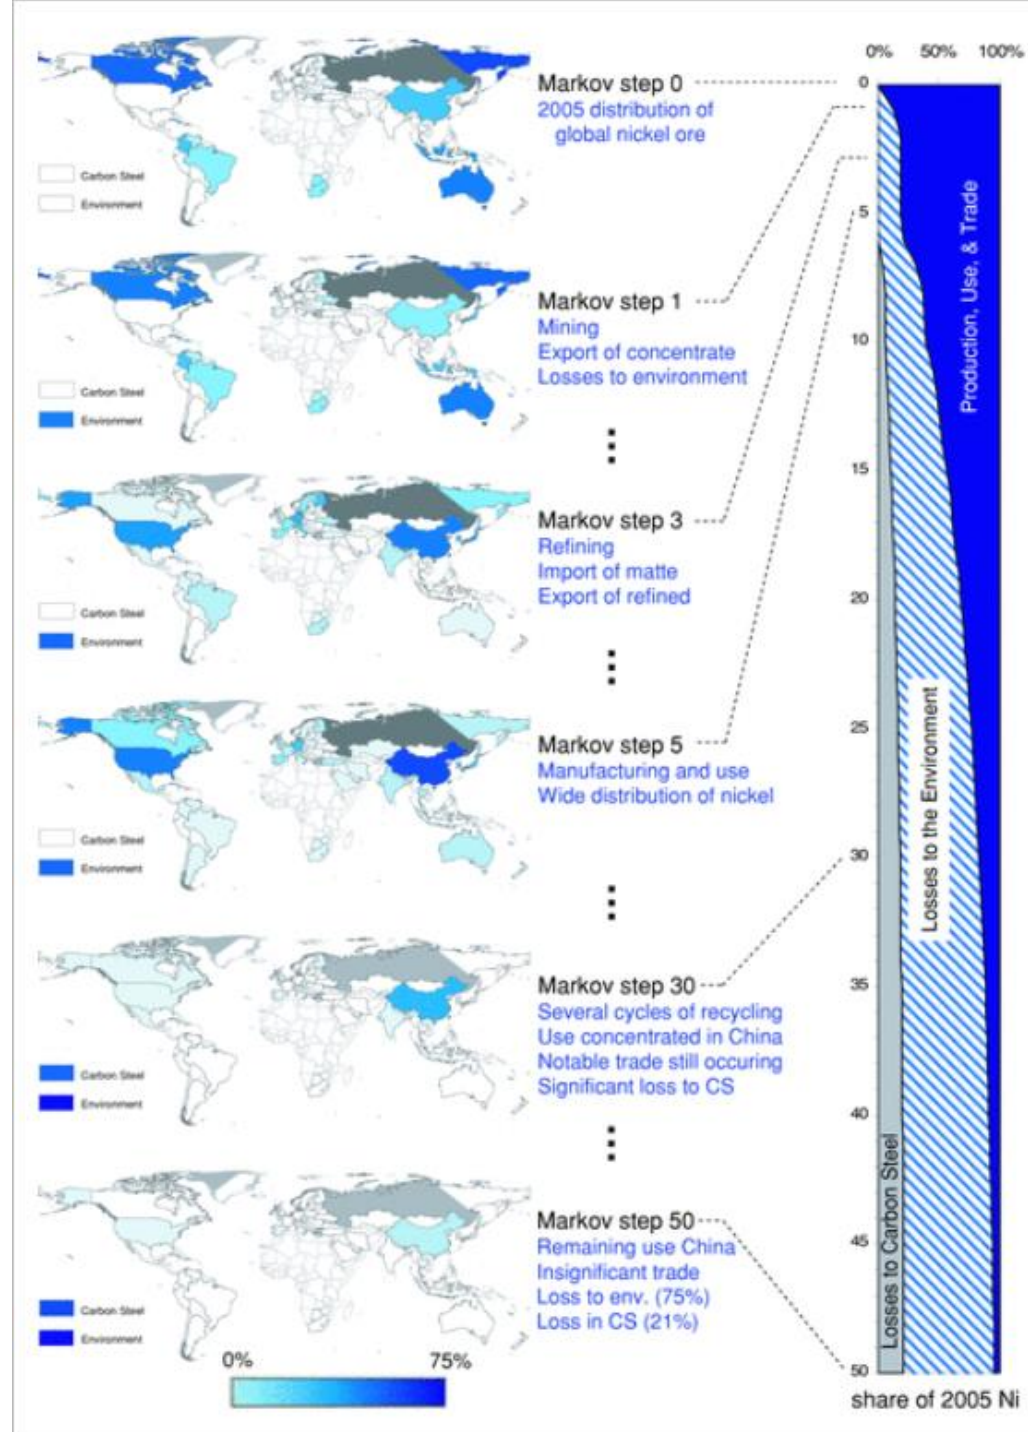 0% 50% 100%
Markov step 0
2005 distribution of
global nickel ore
Carbon Steel
Environment
Markov step 1
Mining
Export of concentrate
Losses to environment
Carbon Steel
Environment
Markov step 3
Refining
Import of matte
Export of refined
Carbon Steel
Environment
Markov step 5
Manufacturing and use
Wide distribution of nickel
Carbon Steel
Environment
Markov step 30
Several cycles of recycling
Use concentrated in China
Notable trade still occuring
Significant loss to CS
Carbon Steel
Environment
Markov step 50
Remaining use China
Insignificant trade
Loss to env. (75%)
Loss in CS (21%)
Carbon Steel
Environment
0% 75%
0
5
10
15
20
25
30
35
40
45
50
Production, Use, & Trade
Losses to the Environment
Losses to Carbon Steel
share of 2005 Ni